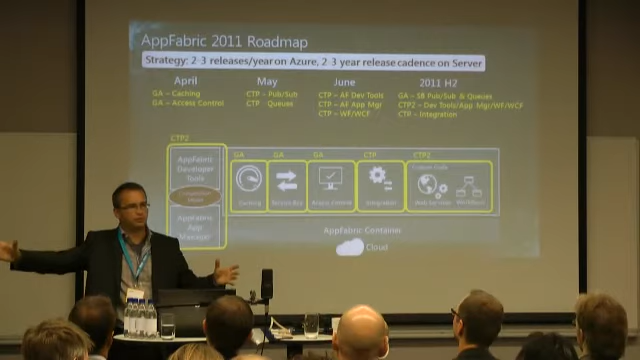 AppFabric 2011 Roadmap
Strategy: 2-3 releases/year on Azure, 2-3 year release cadence on Server
April May June 2011 H2
GA – Caching CTP – Pub/Sub CTP – AF Dev Tools GA – SB Pub/Sub & Queues
GA – Access Control CTP Queues CTP – AF App Mgr CTP2 – Dev Tools/App Mgr/WF/WCF
CTP – WF/WCF CTP – Integration
CTP2
AppFabric
Developer
Tools
Composition
Model
AppFabric
App
Manager
GA GA GA CTP CTP2
Caching Service Bus Access Control Integration Web Services Workflows
AppFabric Container
Cloud